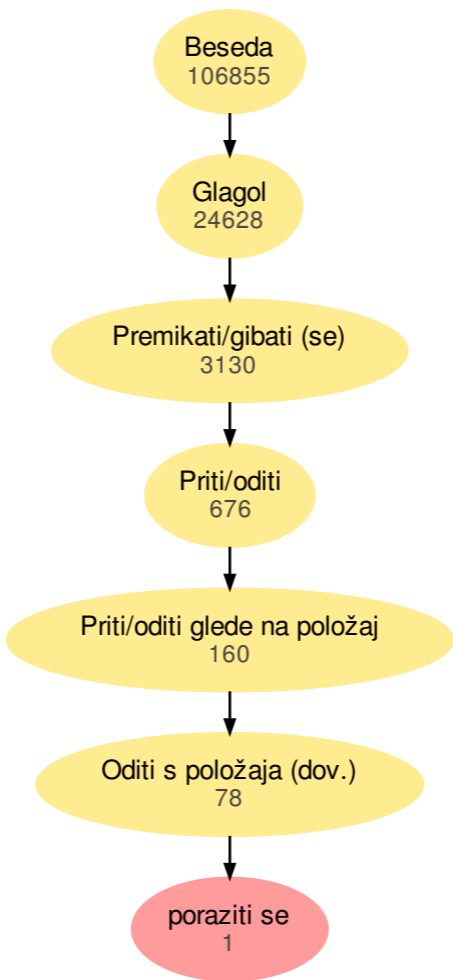 Beseda
106855
Glagol
24628
Premikati/gibati (se)
3130
Priti/oditi
676
Priti/oditi glede na položaj
160
Oditi s položaja (dov.)
78
poraziti se
1